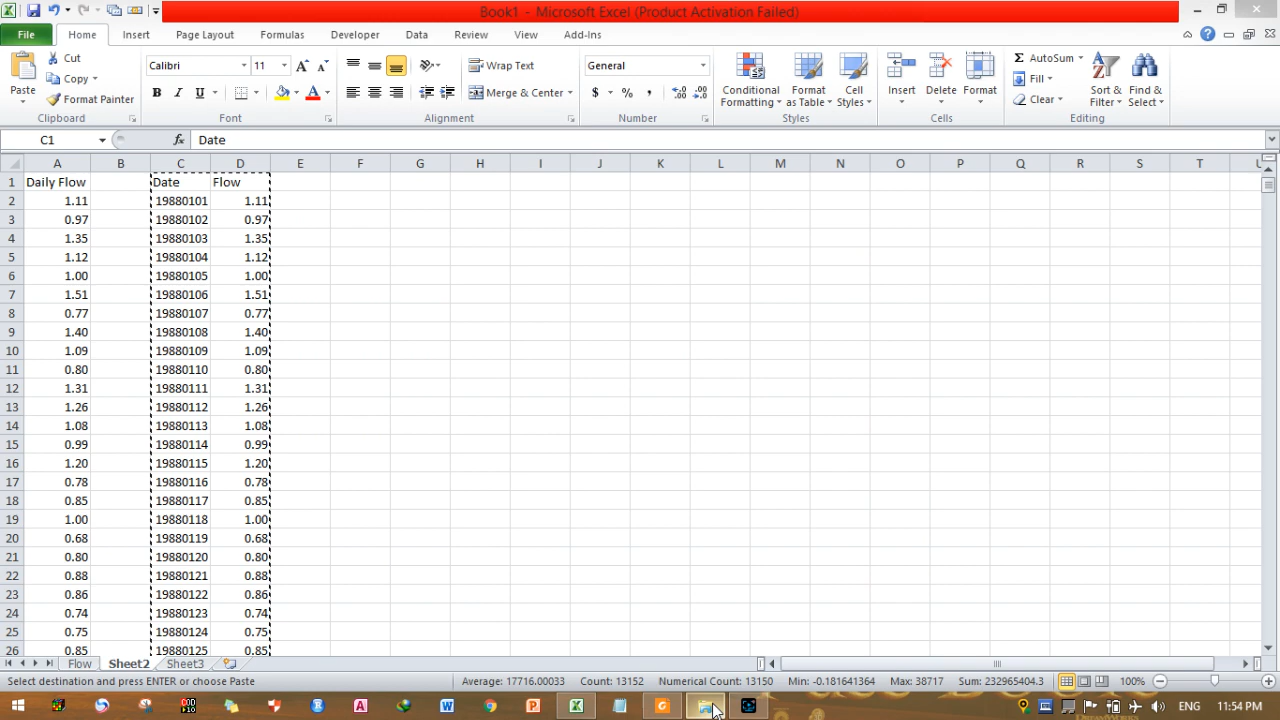 Book1 - Microsoft Excel (Product Activation Failed)
File Home Insert Page Layout Formulas Developer Data Review View Add-Ins
Cut
Copy
Format Painter
Paste
Clipboard
Calibri 11
B I U A
Font
Wrap Text
Merge & Center
Alignment
General
$ % ,
Number
Conditional Formatting
Format as Table
Cell Styles
Styles
Insert Delete Format
Cells
AutoSum
Fill
Clear
Sort & Filter
Find & Select
Editing
C1 fx Date
A B C D E F G H I J K L M N O P Q R S T U
1 Daily Flow Date Flow
2 1.11 19880101 1.11
3 0.97 19880102 0.97
4 1.35 19880103 1.35
5 1.12 19880104 1.12
6 1.00 19880105 1.00
7 1.51 19880106 1.51
8 0.77 19880107 0.77
9 1.40 19880108 1.40
10 1.09 19880109 1.09
11 0.80 19880110 0.80
12 1.31 19880111 1.31
13 1.26 19880112 1.26
14 1.08 19880113 1.08
15 0.99 19880114 0.99
16 1.20 19880115 1.20
17 0.78 19880116 0.78
18 0.85 19880117 0.85
19 1.00 19880118 1.00
20 0.68 19880119 0.68
21 0.80 19880120 0.80
22 0.88 19880121 0.88
23 0.86 19880122 0.86
24 0.74 19880123 0.74
25 0.75 19880124 0.75
26 0.85 19880125 0.85
Flow Sheet2 Sheet3
Select destination and press ENTER or choose Paste Average: 17716.00033 Count: 13152 Numerical Count: 13150 Min: -0.181641364 Max: 38717 Sum: 232965404.3 100%
ENG 11:54 PM